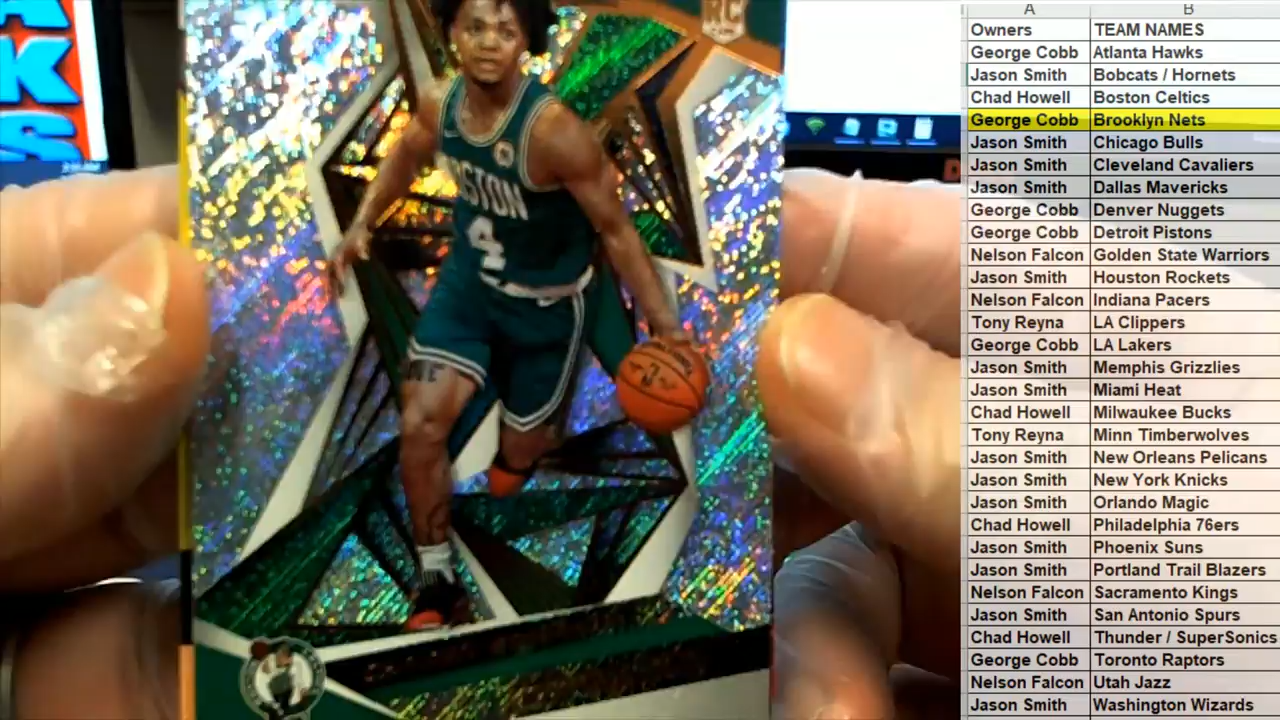 A B
Owners TEAM NAMES
George Cobb Atlanta Hawks
Jason Smith Bobcats / Hornets
Chad Howell Boston Celtics
George Cobb Brooklyn Nets
Jason Smith Chicago Bulls
Jason Smith Cleveland Cavaliers
Jason Smith Dallas Mavericks
George Cobb Denver Nuggets
George Cobb Detroit Pistons
Nelson Falcon Golden State Warriors
Jason Smith Houston Rockets
Nelson Falcon Indiana Pacers
Tony Reyna LA Clippers
George Cobb LA Lakers
Jason Smith Memphis Grizzlies
Jason Smith Miami Heat
Chad Howell Milwaukee Bucks
Tony Reyna Minn Timberwolves
Jason Smith New Orleans Pelicans
Jason Smith New York Knicks
Jason Smith Orlando Magic
Chad Howell Philadelphia 76ers
Jason Smith Phoenix Suns
Jason Smith Portland Trail Blazers
Nelson Falcon Sacramento Kings
Jason Smith San Antonio Spurs
Chad Howell Thunder / SuperSonics
George Cobb Toronto Raptors
Nelson Falcon Utah Jazz
Jason Smith Washington Wizards
RC
4